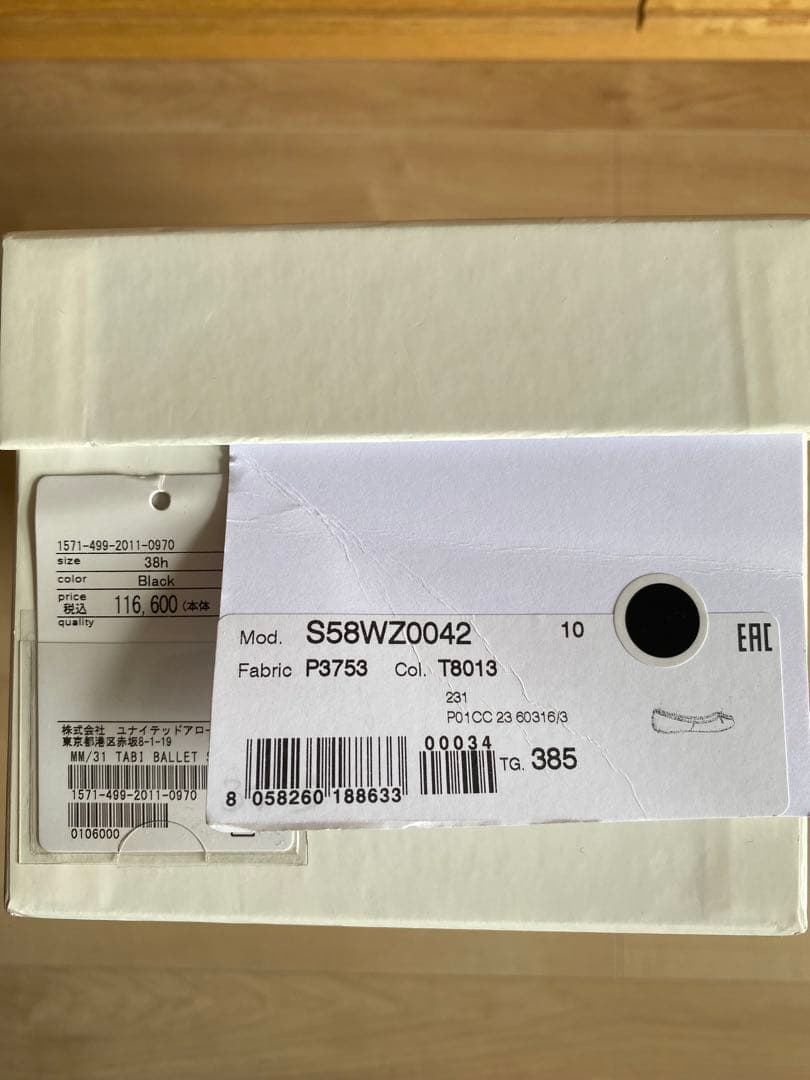 1571-499-2011-0970
size 38h
color Black
price 税込 116,600 (本体
quality
株式会社 ユナイテッドアロー
東京都港区赤坂8-1-19
MM/31 TABI BALLET
1571-499-2011-0970
0106000
Mod. S58WZ0042 10
EAC
Fabric P3753 Col. T8013
231
P01CC 23 60316/3
00034
TG. 385
8 058260 188633